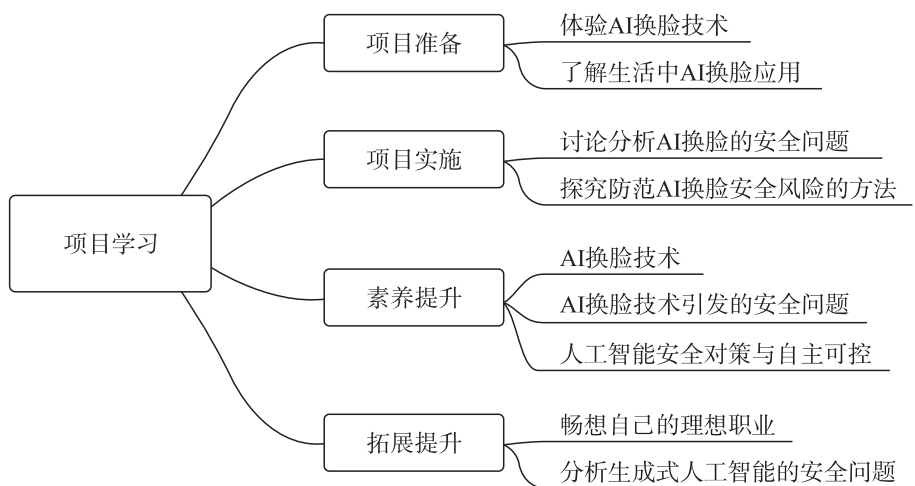 项目学习
项目准备
体验AI换脸技术
了解生活中AI换脸应用
项目实施
讨论分析AI换脸的安全问题
探究防范AI换脸安全风险的方法
素养提升
AI换脸技术
AI换脸技术引发的安全问题
人工智能安全对策与自主可控
拓展提升
畅想自己的理想职业
分析生成式人工智能的安全问题